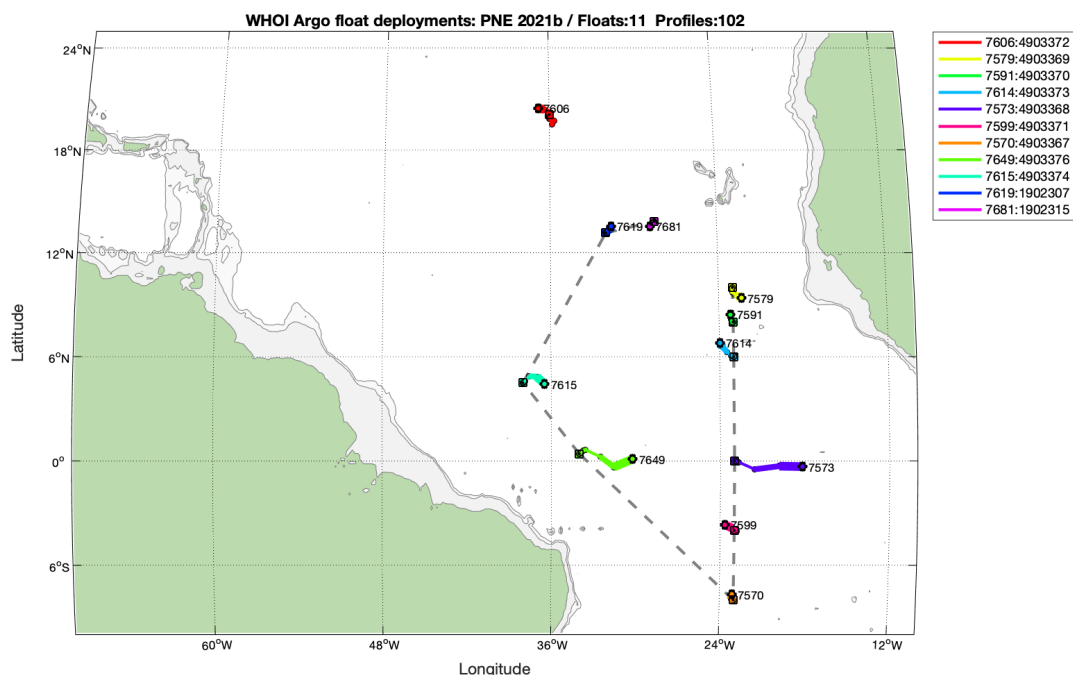 WHOI Argo float deployments: PNE 2021b / Floats:11 Profiles:102
7606:4903372
7579:4903369
7591:4903370
7614:4903373
7573:4903368
7599:4903371
7570:4903367
7649:4903376
7615:4903374
7619:1902307
7681:1902315
24°N
18°N
12°N
6°N
0°
6°S
Latitude
7606
7619
7681
7579
7591
7614
7615
7649
7573
7599
7570
60°W
48°W
36°W
24°W
12°W
Longitude